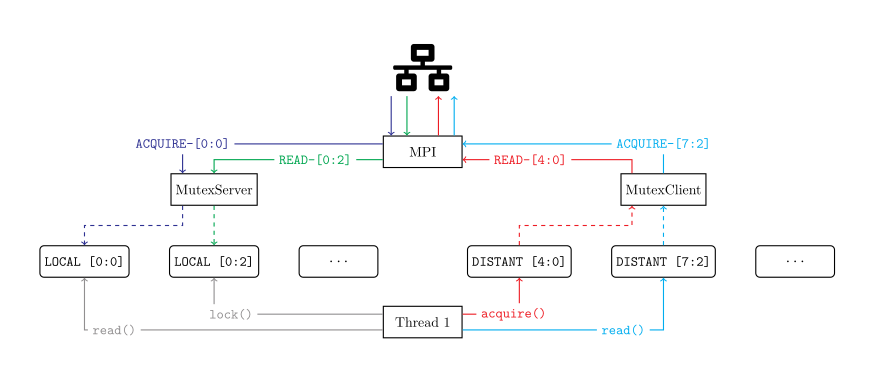 ACQUIRE-[0:0]
ACQUIRE-[7:2]
MPI
READ-[0:2]
READ-[4:0]
MutexServer
MutexClient
LOCAL [0:0]
LOCAL [0:2]
...
DISTANT [4:0]
DISTANT [7:2]
...
lock()
acquire()
Thread 1
read()
read()